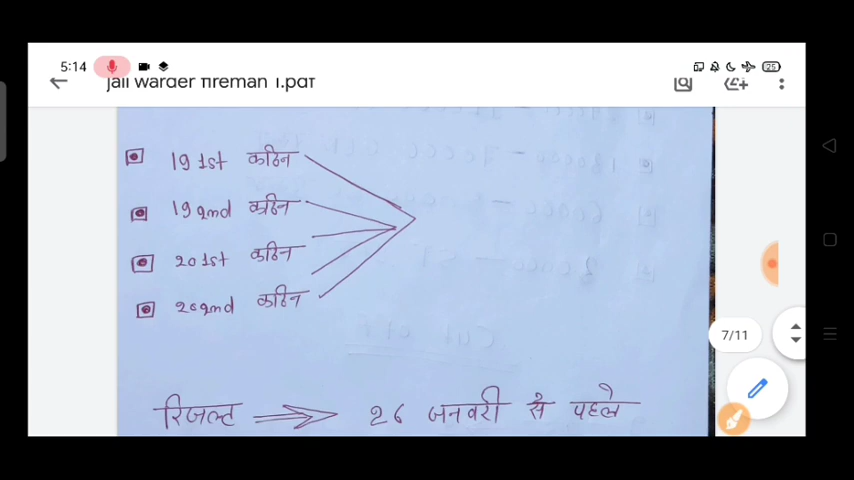 5:14 25
jail warder fireman 1.pdf
19 1st कठिन
19 2nd कठिन
20 1st कठिन
20 2nd कठिन
7/11
रिजल्ट 26 जनवरी से पहले